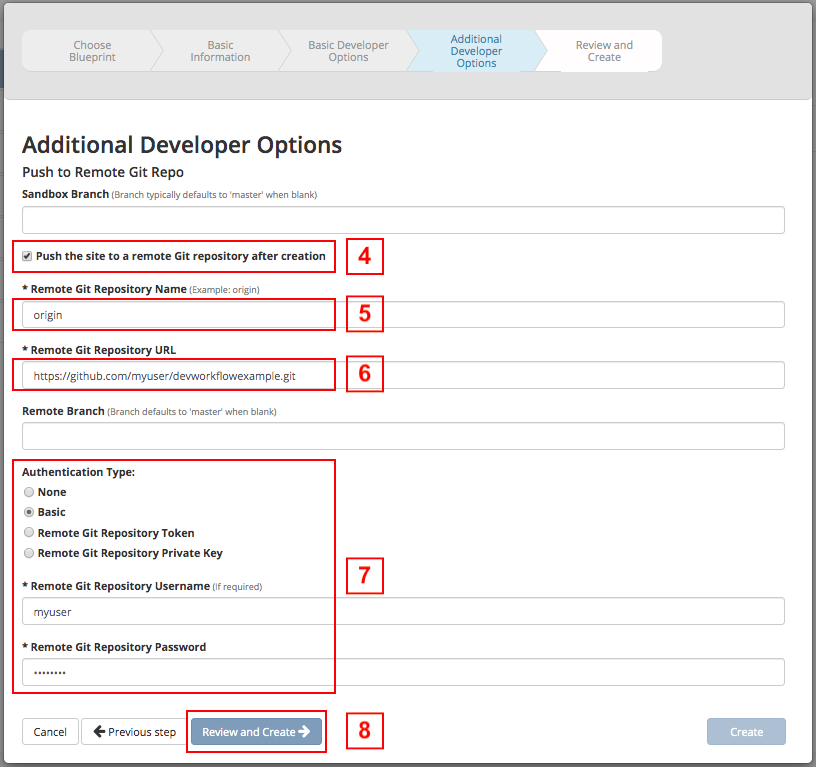 Choose
Blueprint
Basic
Information
Basic Developer
Options
Additional
Developer
Options
Review and
Create
Additional Developer Options
Push to Remote Git Repo
Sandbox Branch (Branch typically defaults to 'master' when blank)
Push the site to a remote Git repository after creation
4
* Remote Git Repository Name (Example: origin)
origin
5
* Remote Git Repository URL
https://github.com/myuser/devworkflowexample.git
6
Remote Branch (Branch defaults to 'master' when blank)
Authentication Type:
None
Basic
Remote Git Repository Token
Remote Git Repository Private Key
7
* Remote Git Repository Username (If required)
myuser
* Remote Git Repository Password
••••••••
Cancel
Previous step
Review and Create
8
Create